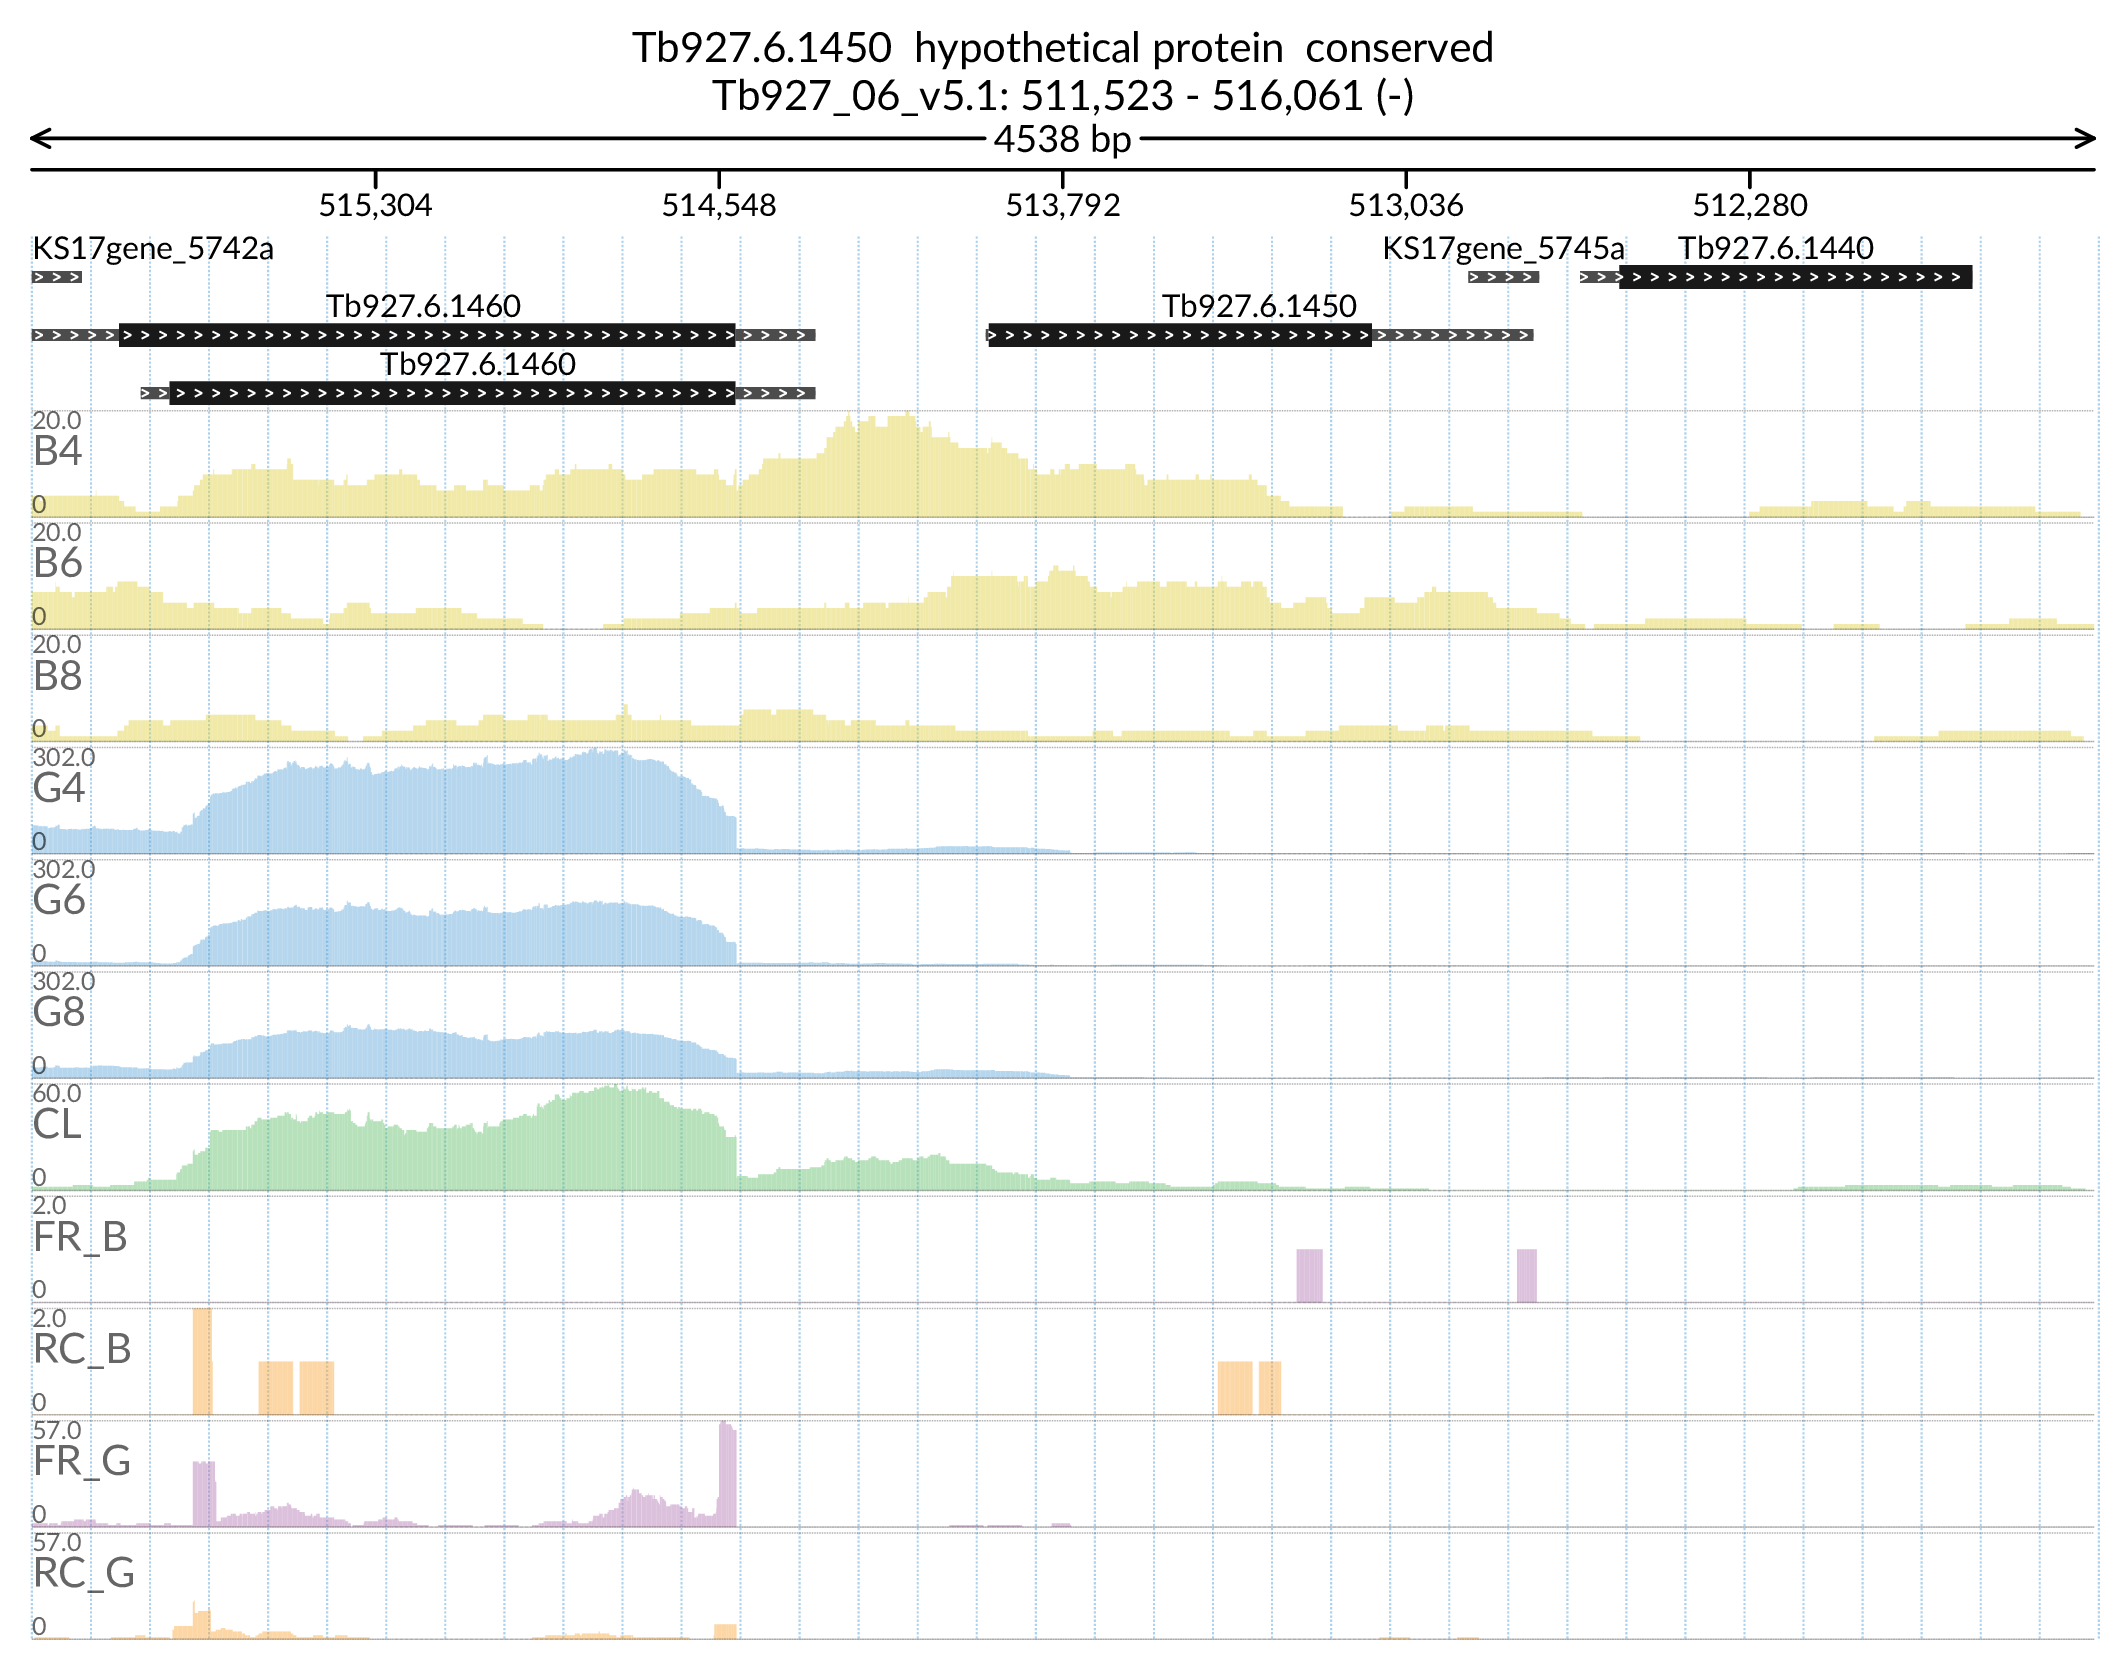 Tb927.6.1450 hypothetical protein conserved
Tb927_06_v5.1: 511,523 - 516,061 (-)
4538 bp
515,304 514,548 513,792 513,036 512,280
KS17gene_5742a KS17gene_5745a Tb927.6.1440
Tb927.6.1460 Tb927.6.1450
Tb927.6.1460
20.0
B4
0
20.0
B6
0
20.0
B8
0
302.0
G4
0
302.0
G6
0
302.0
G8
0
60.0
CL
0
2.0
FR_B
0
2.0
RC_B
0
57.0
FR_G
0
57.0
RC_G
0